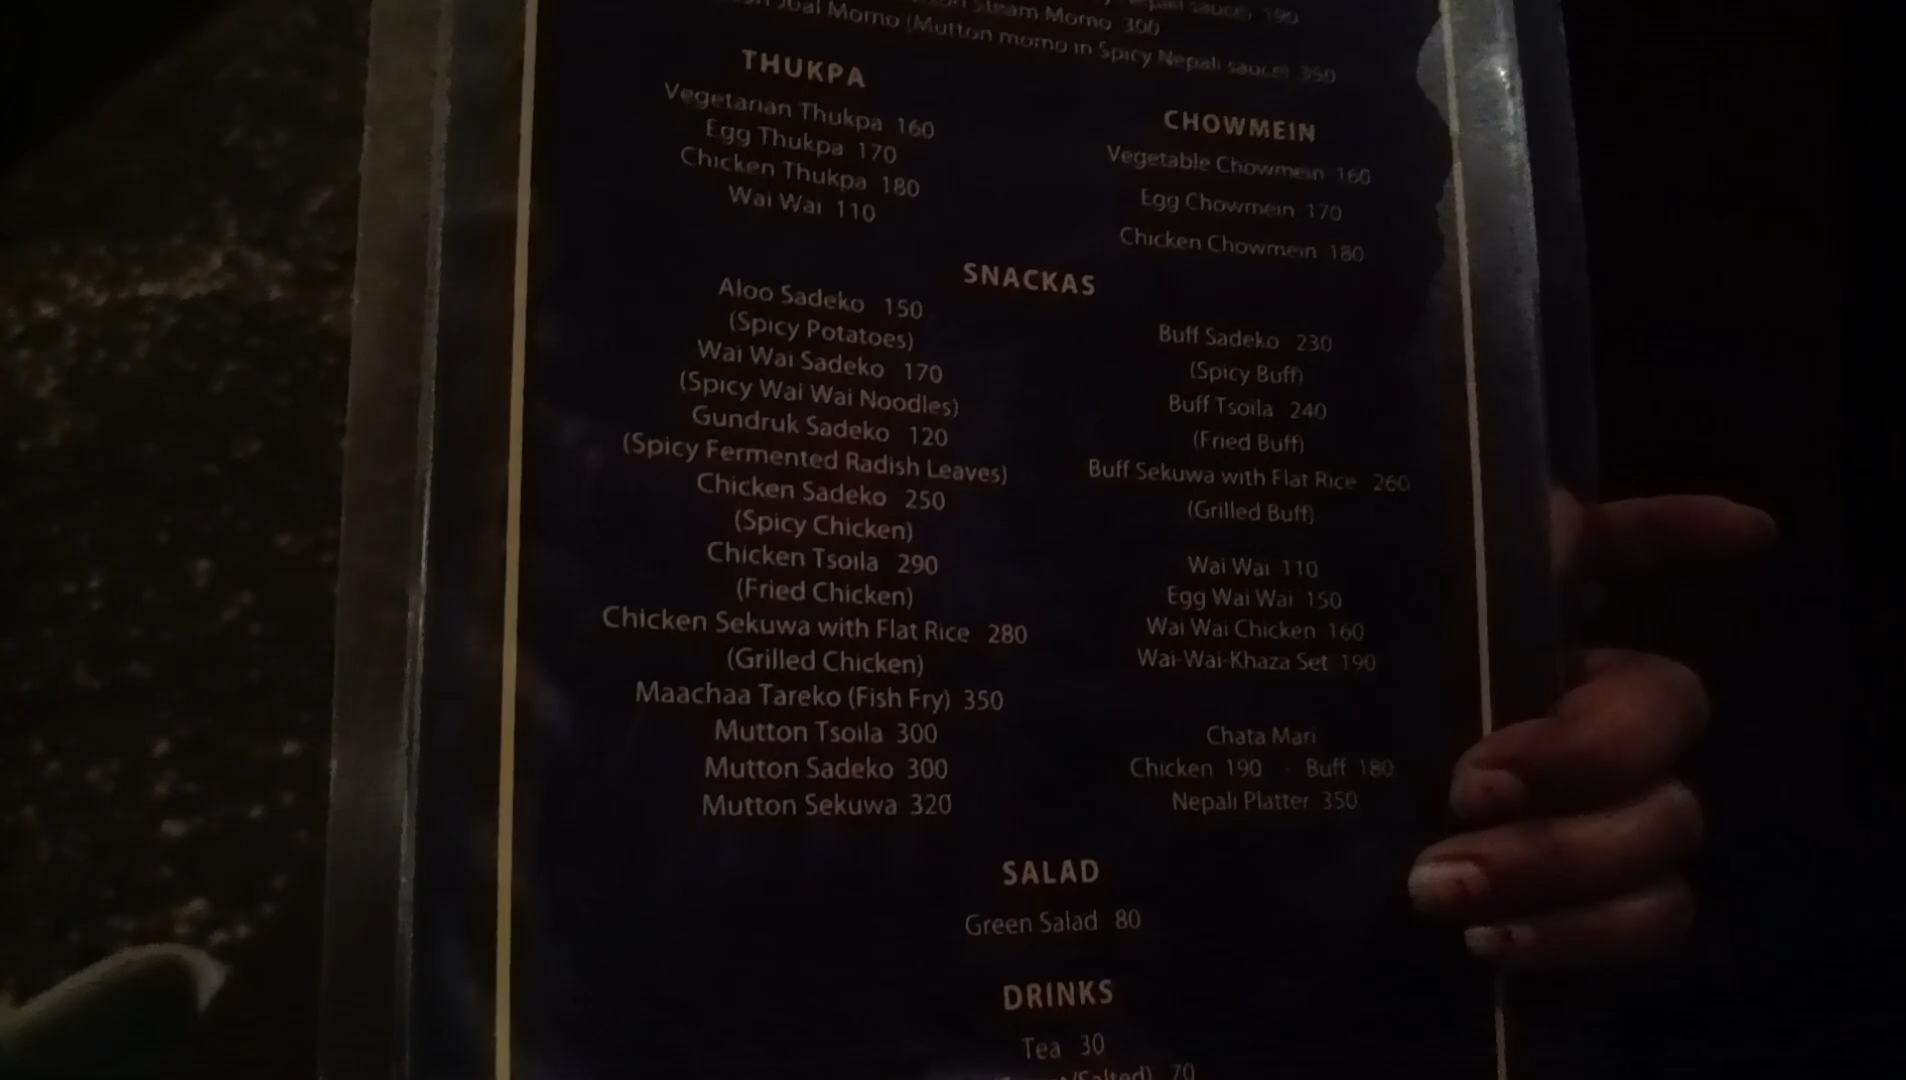 sauce) 190
Steam Momo 300
Jbal Momo (Mutton momo in Spicy Nepali sauce) 350
THUKPA
Vegetarian Thukpa 160
Egg Thukpa 170
Chicken Thukpa 180
Wai Wai 110
CHOWMEIN
Vegetable Chowmein 160
Egg Chowmein 170
Chicken Chowmein 180
SNACKAS
Aloo Sadeko 150
(Spicy Potatoes)
Wai Wai Sadeko 170
(Spicy Wai Wai Noodles)
Gundruk Sadeko 120
(Spicy Fermented Radish Leaves)
Chicken Sadeko 250
(Spicy Chicken)
Chicken Tsoila 290
(Fried Chicken)
Chicken Sekuwa with Flat Rice 280
(Grilled Chicken)
Maachaa Tareko (Fish Fry) 350
Mutton Tsoila 300
Mutton Sadeko 300
Mutton Sekuwa 320
Buff Sadeko 230
(Spicy Buff)
Buff Tsoila 240
(Fried Buff)
Buff Sekuwa with Flat Rice 260
(Grilled Buff)
Wai Wai 110
Egg Wai Wai 150
Wai Wai Chicken 160
Wai-Wai-Khaza Set 190
Chata Mari
Chicken 190 - Buff 180
Nepali Platter 350
SALAD
Green Salad 80
DRINKS
Tea 30
/Salted) 70